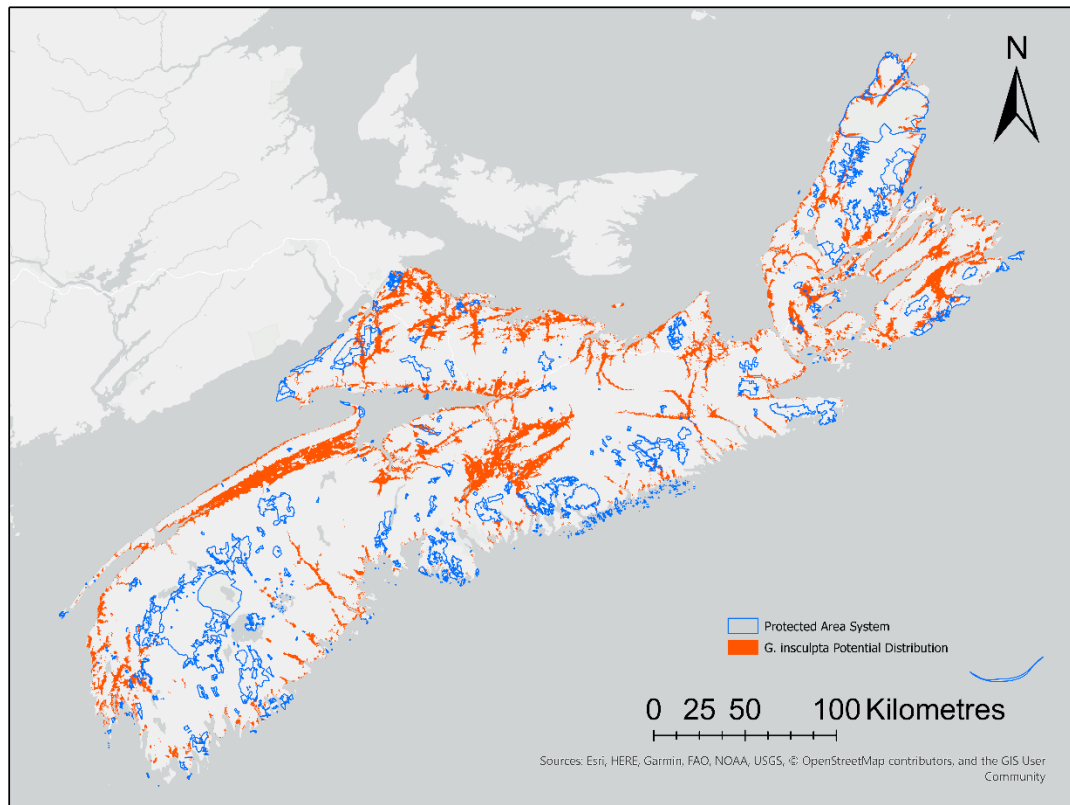 N
Protected Area System
G. insculpta Potential Distribution
0 25 50 100 Kilometres
Sources: Esri, HERE, Garmin, FAO, NOAA, USGS, © OpenStreetMap contributors, and the GIS User
Community